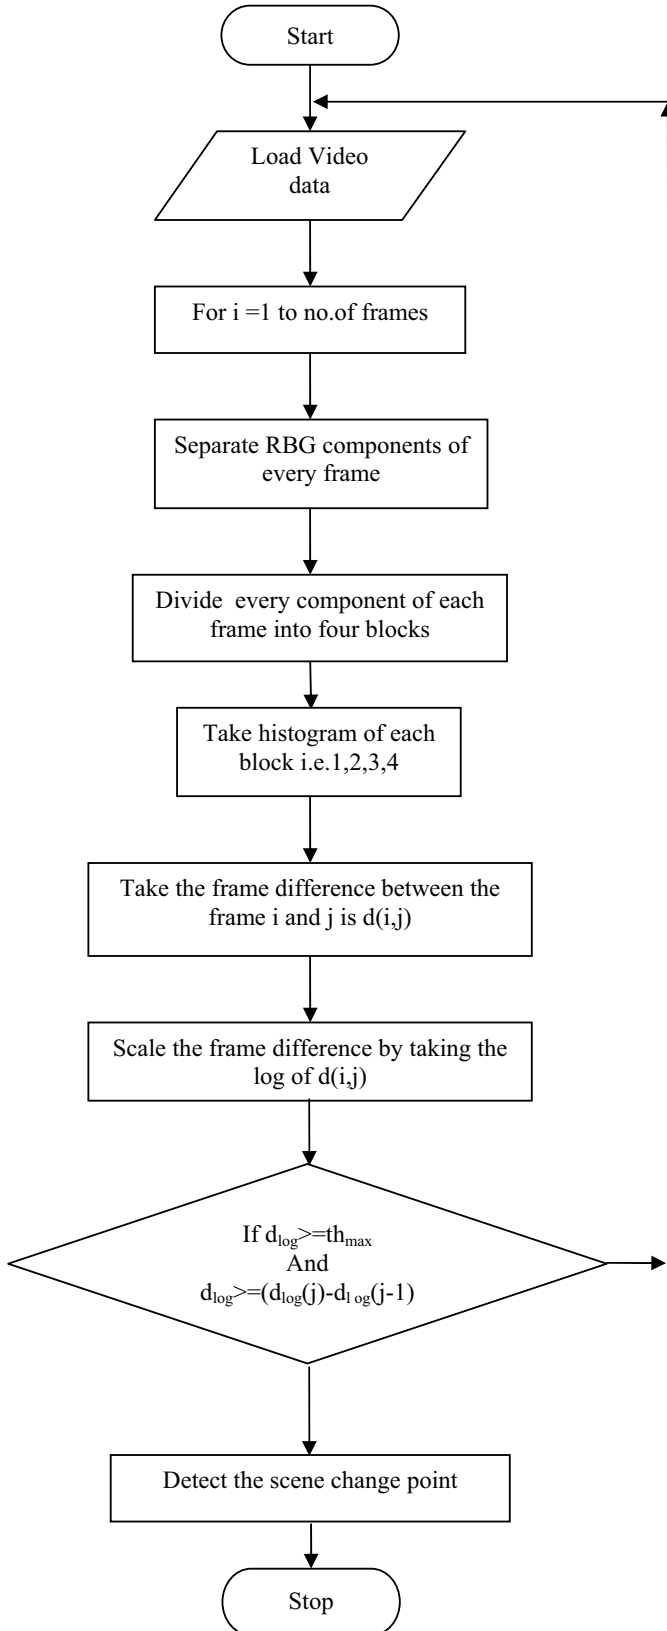 Start
Load Video
data
For i =1 to no.of frames
Separate RBG components of
every frame
Divide  every component of each
frame into four blocks
Take histogram of each
block i.e.1,2,3,4
Take the frame difference between the
frame i and j is d(i,j)
Scale the frame difference by taking the
log of d(i,j)
If dlog>=thmax
And
dlog>=(dlog(j)-dl og(j-1)
Detect the scene change point
Stop